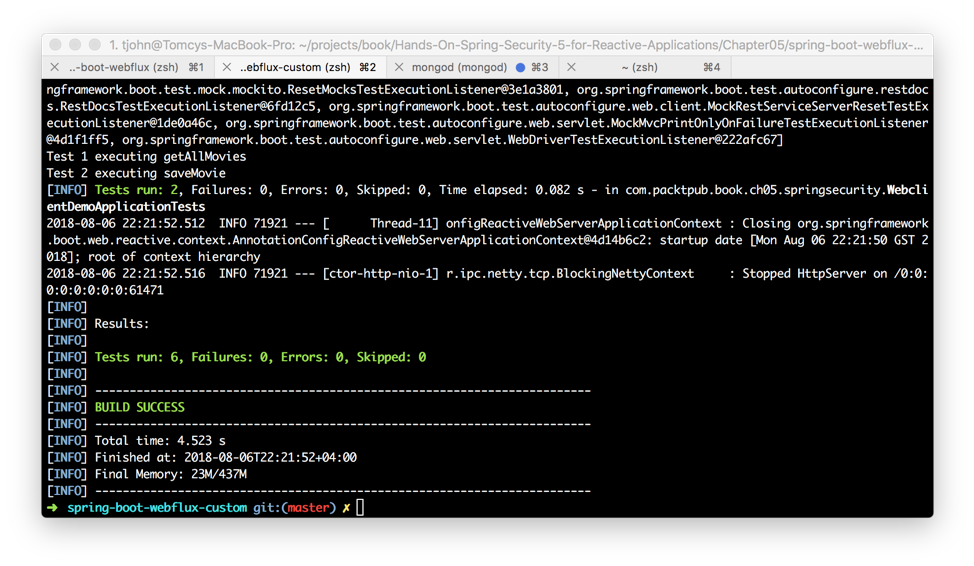 1. tjohn@Tomcys-MacBook-Pro: ~/projects/book/Hands-On-Spring-Security-5-for-Reactive-Applications/Chapter05/spring-boot-webflux-...
..-boot-webflux (zsh) ⌘1 ..ebflux-custom (zsh) ⌘2 mongod (mongod) ⌘3 ~ (zsh) ⌘4
ngframework.boot.test.mock.mockito.ResetMocksTestExecutionListener@3e1a3801, org.springframework.boot.test.autoconfigure.restdoc
s.RestDocsTestExecutionListener@6fd12c5, org.springframework.boot.test.autoconfigure.web.client.MockRestServiceServerResetTestEx
ecutionListener@1de0a46c, org.springframework.boot.test.autoconfigure.web.servlet.MockMvcPrintOnlyOnFailureTestExecutionListener
@4d1f1ff5, org.springframework.boot.test.autoconfigure.web.servlet.WebDriverTestExecutionListener@222afc67]
Test 1 executing getAllMovies
Test 2 executing saveMovie
[INFO] Tests run: 2, Failures: 0, Errors: 0, Skipped: 0, Time elapsed: 0.082 s - in com.packtpub.book.ch05.springsecurity.Webcli
entDemoApplicationTests
2018-08-06 22:21:52.512  INFO 71921 --- [      Thread-11] onfigReactiveWebServerApplicationContext : Closing org.springframework
.boot.web.reactive.context.AnnotationConfigReactiveWebServerApplicationContext@4d14b6c2: startup date [Mon Aug 06 22:21:50 GST 2
018]; root of context hierarchy
2018-08-06 22:21:52.516  INFO 71921 --- [ctor-http-nio-1] r.ipc.netty.tcp.BlockingNettyContext     : Stopped HttpServer on /0:0:
0:0:0:0:0:0:61471
[INFO]
[INFO] Results:
[INFO]
[INFO] Tests run: 6, Failures: 0, Errors: 0, Skipped: 0
[INFO]
[INFO] ------------------------------------------------------------------------
[INFO] BUILD SUCCESS
[INFO] ------------------------------------------------------------------------
[INFO] Total time: 4.523 s
[INFO] Finished at: 2018-08-06T22:21:52+04:00
[INFO] Final Memory: 23M/437M
[INFO] ------------------------------------------------------------------------
➜  spring-boot-webflux-custom git:(master) ✗